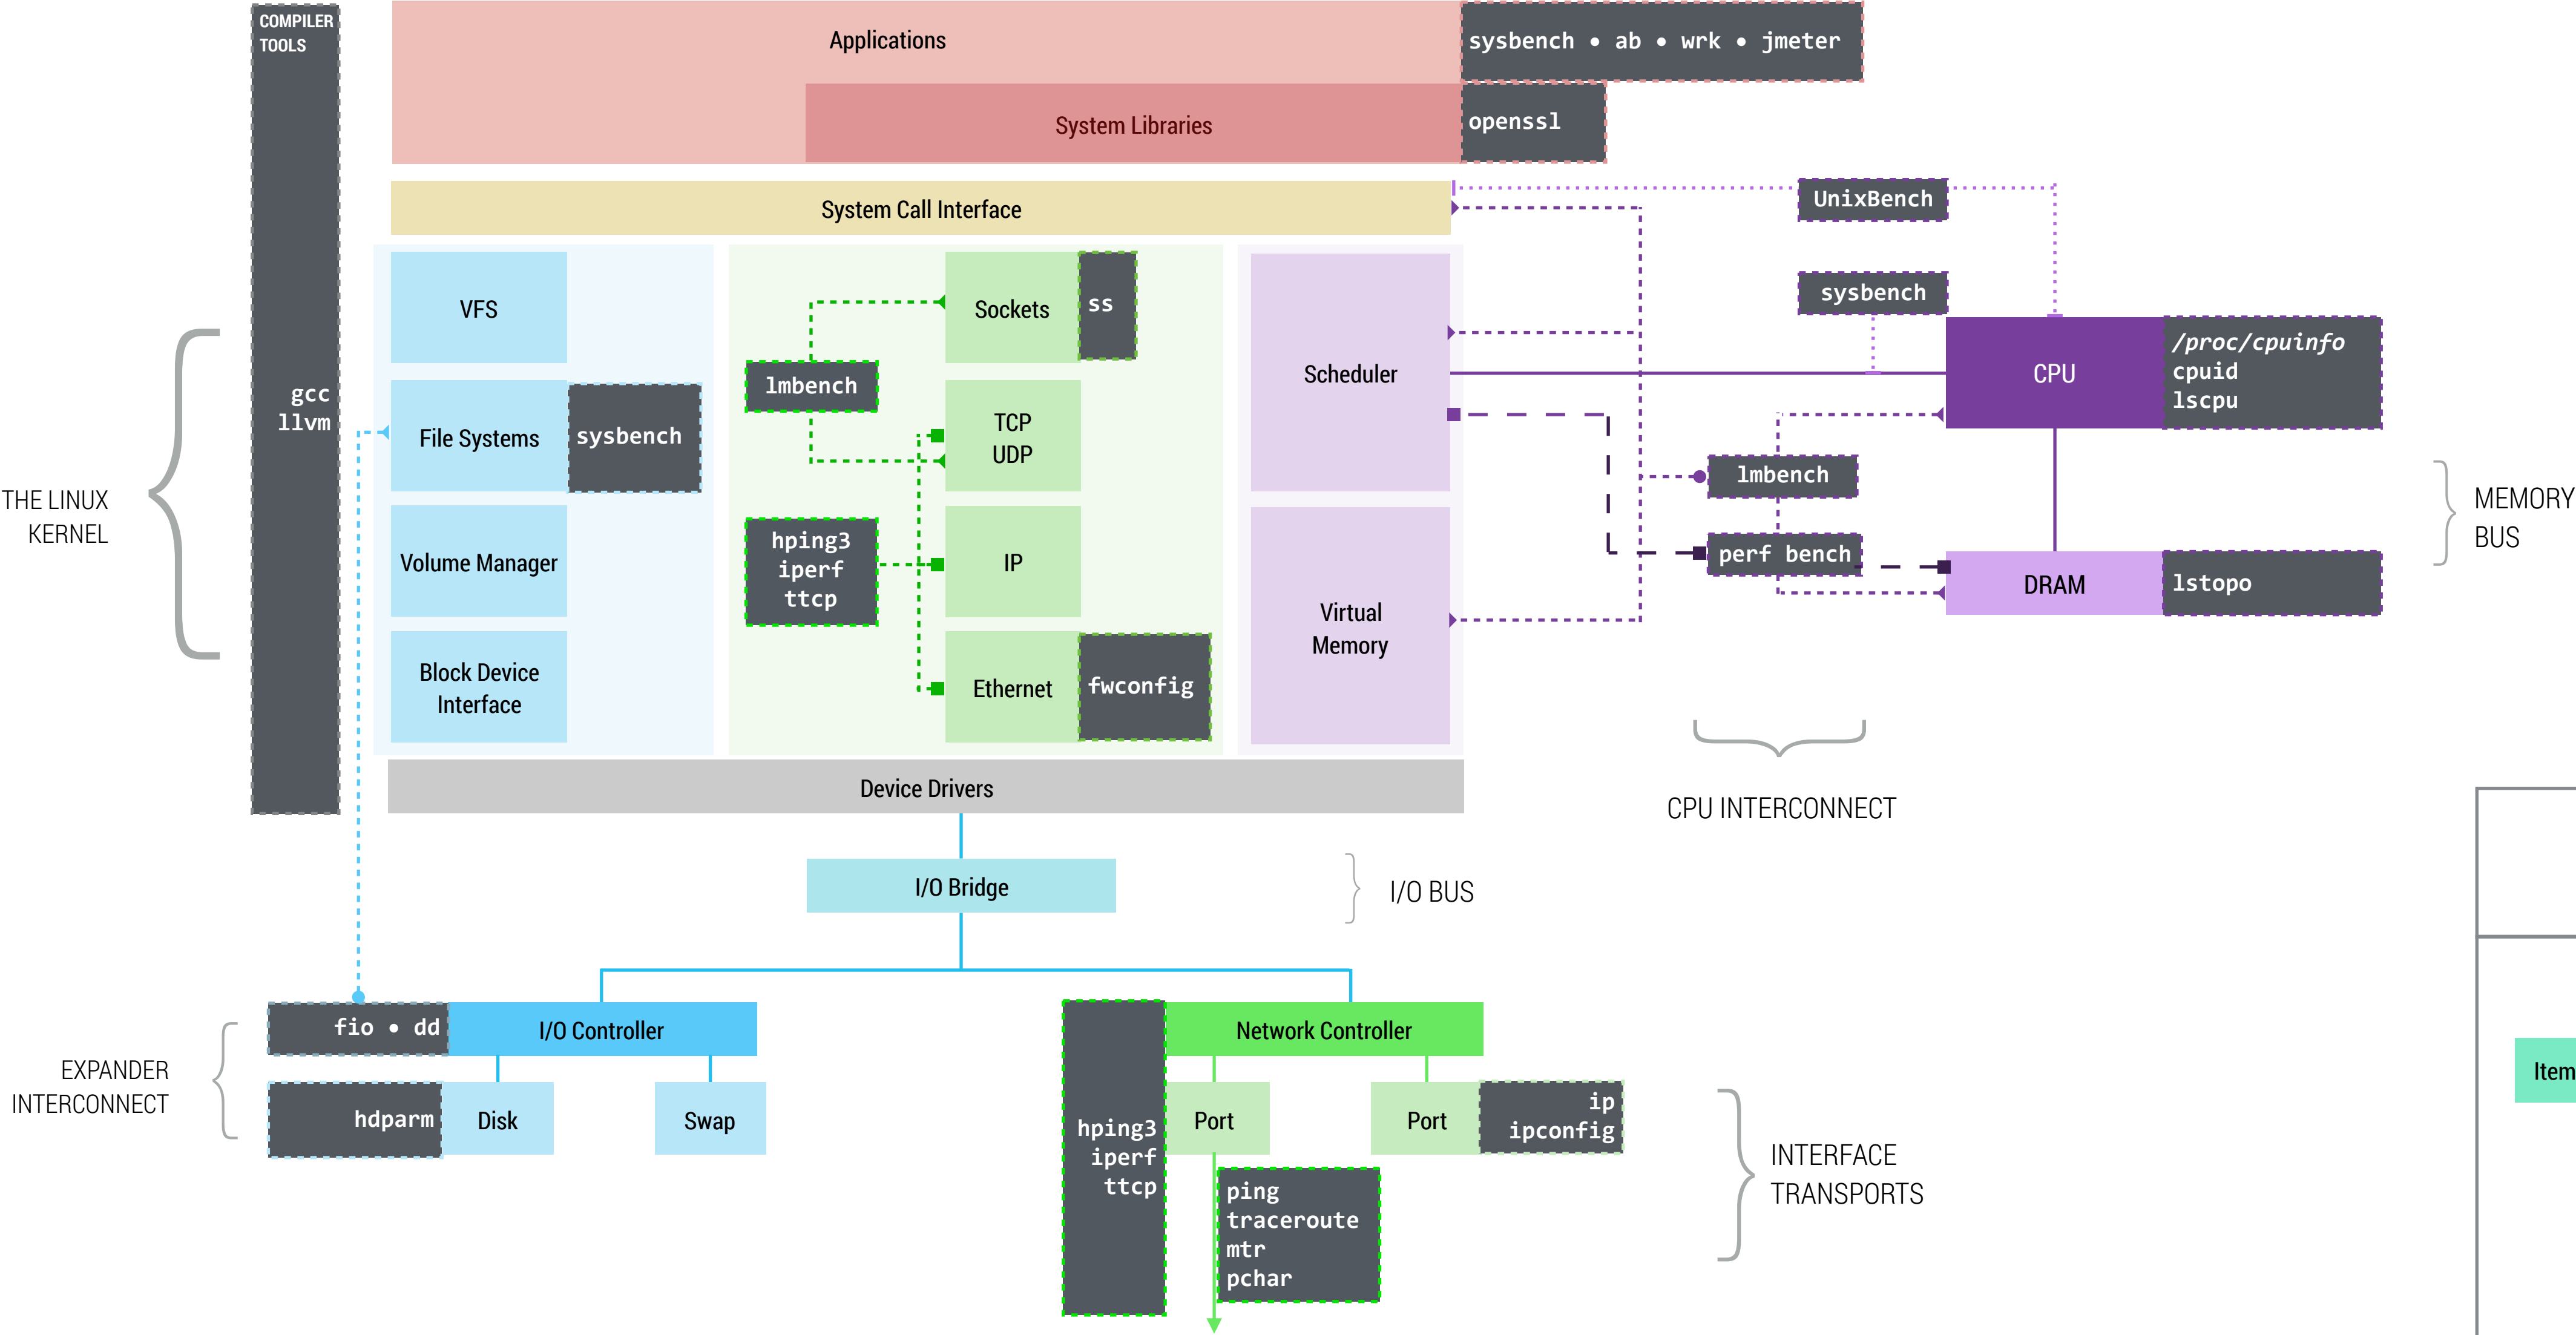 COMPILER
TOOLS
gcc
llvm
Applications
sysbench • ab • wrk • jmeter
System Libraries
openssl
System Call Interface
UnixBench
sysbench
VFS
File Systems
sysbench
Volume Manager
Block Device
Interface
lmbench
hping3
iperf
ttcp
Sockets
ss
TCP
UDP
IP
Ethernet
fwconfig
Scheduler
Virtual
Memory
CPU
/proc/cpuinfo
cpuid
lscpu
lmbench
perf bench
DRAM
lstopo
THE LINUX
KERNEL
MEMORY
BUS
CPU INTERCONNECT
Device Drivers
I/O Bridge
I/O BUS
fio • dd
I/O Controller
hdparm
Disk
Swap
EXPANDER
INTERCONNECT
Network Controller
hping3
iperf
ttcp
Port
Port
ip
ipconfig
ping
traceroute
mtr
pchar
INTERFACE
TRANSPORTS
Item